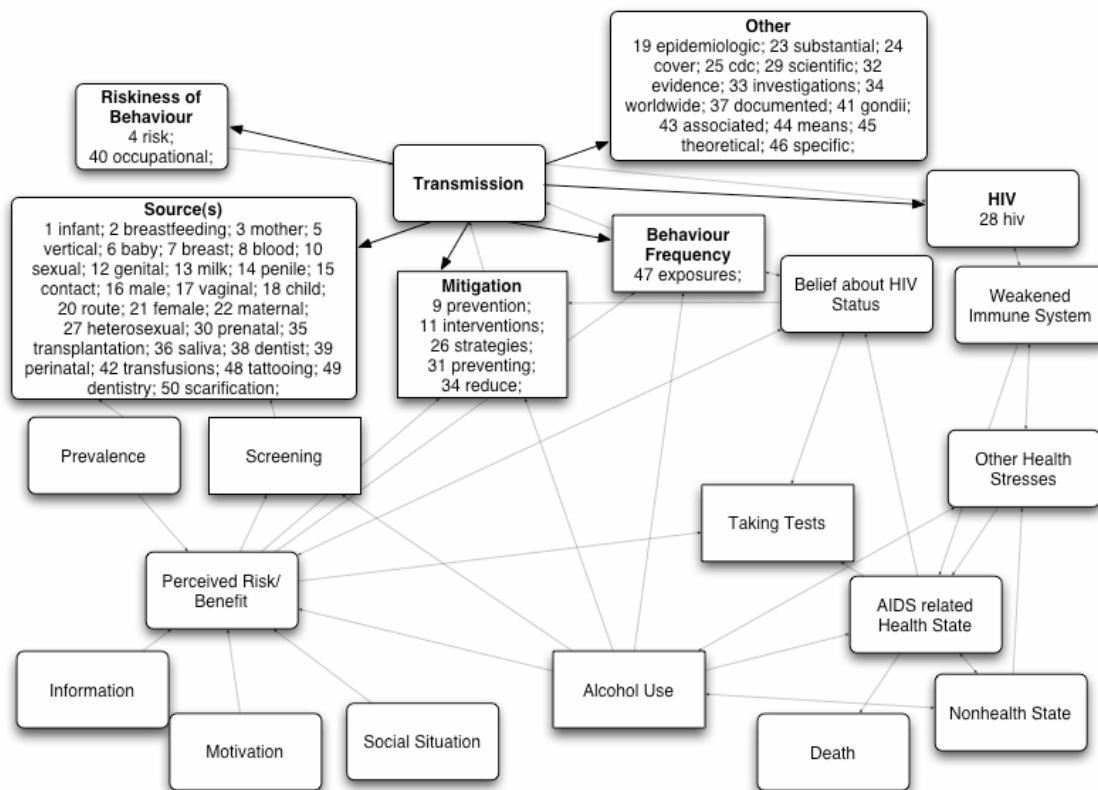 Other
19 epidemiologic; 23 substantial; 24
cover; 25 cdc; 29 scientific; 32
evidence; 33 investigations; 34
worldwide; 37 documented; 41 gondii;
43 associated; 44 means; 45
theoretical; 46 specific;
Riskiness of
Behaviour
4 risk;
40 occupational;
Transmission
HIV
28 hiv
Source(s)
1 infant; 2 breastfeeding; 3 mother; 5
vertical; 6 baby; 7 breast; 8 blood; 10
sexual; 12 genital; 13 milk; 14 penile; 15
contact; 16 male; 17 vaginal; 18 child;
20 route; 21 female; 22 maternal;
27 heterosexual; 30 prenatal; 35
transplantation; 36 saliva; 38 dentist; 39
perinatal; 42 transfusions; 48 tattooing; 49
dentistry; 50 scarification;
Behaviour
Frequency
47 exposures;
Mitigation
9 prevention;
11 interventions;
26 strategies;
31 preventing;
34 reduce;
Belief about HIV
Status
Weakened
Immune System
Prevalence
Screening
Other Health
Stresses
Taking Tests
Perceived Risk/
Benefit
AIDS related
Health State
Information
Motivation
Social Situation
Alcohol Use
Death
Nonhealth State